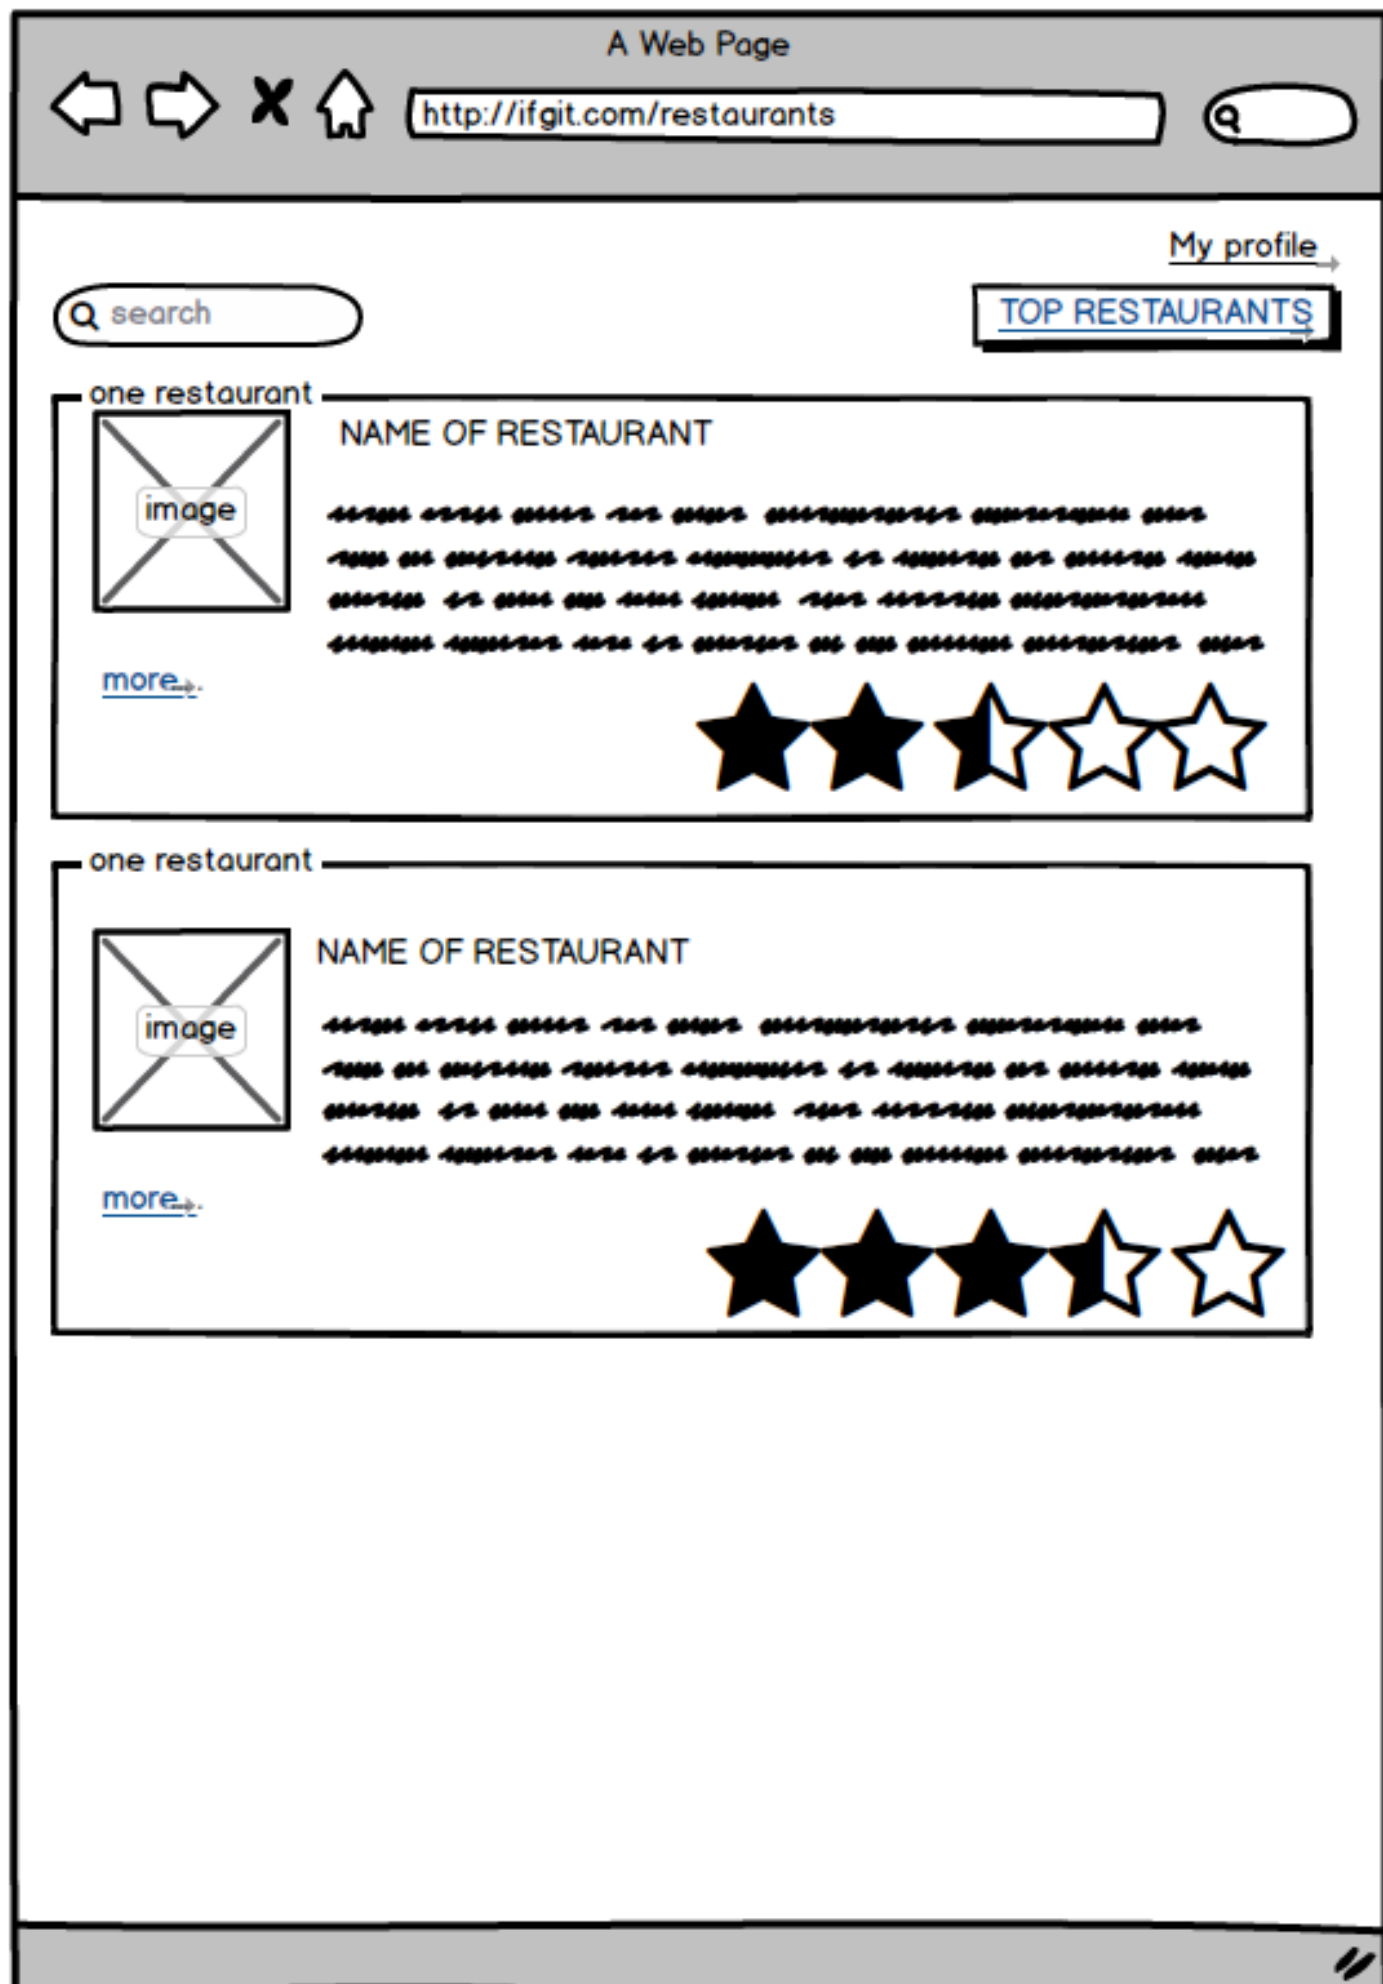 A Web Page
http://ifgit.com/restaurants
My profile
search
TOP RESTAURANTS
one restaurant
NAME OF RESTAURANT
image
more...
one restaurant
NAME OF RESTAURANT
image
more...